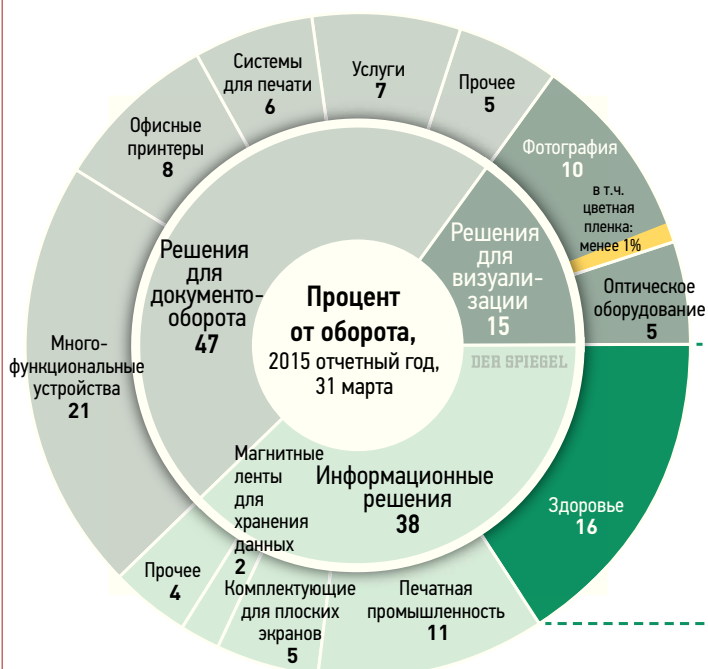 Системы
для печати
6
Услуги
7
Прочее
5
Офисные
принтеры
8
Фотография
10
в т.ч.
цветная
пленка:
менее 1%
Решения
для
документо-
оборота
47
Решения
для
визуали-
зации
15
Оптическое
оборудование
5
Процент
от оборота,
2015 отчетный год,
31 марта
DER SPIEGEL
Много-
функциональные
устройства
21
Магнитные
ленты
для
хранения
данных
2
Информационные
решения
38
Здоровье
16
Прочее
4
Комплектующие
для плоских
экранов
5
Печатная
промышленность
11